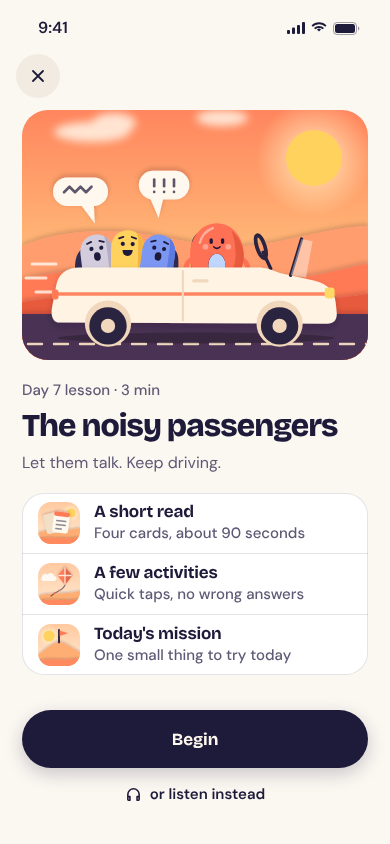 9:41
!!!
Day 7 lesson · 3 min
The noisy passengers
Let them talk. Keep driving.
A short read
Four cards, about 90 seconds
A few activities
Quick taps, no wrong answers
Today's mission
One small thing to try today
Begin
or listen instead